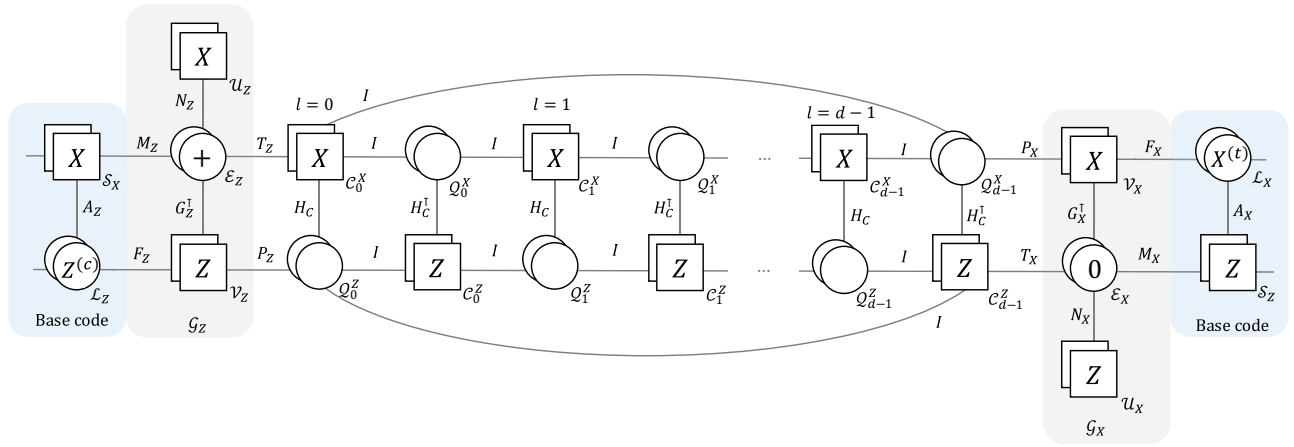 X
𝒰_Z
N_Z
l = 0
I
l = 1
l = d − 1
X
M_Z
+
T_Z
X
I
I
X
I
...
X
I
P_X
X
F_X
X^(t)
𝒮_X
ℰ_Z
𝒞_0^X
𝒬_0^X
𝒞_1^X
𝒬_1^X
𝒞_{d−1}^X
𝒬_{d−1}^X
𝒱_X
ℒ_X
A_Z
G_Z^⊺
H_C
H_C^⊺
H_C
H_C^⊺
H_C
H_C^⊺
G_X^⊺
A_X
Z^(c)
F_Z
Z
P_Z
I
Z
I
I
Z
...
I
Z
T_X
0
M_X
Z
ℒ_Z
𝒱_Z
𝒬_0^Z
𝒞_0^Z
𝒬_1^Z
𝒞_1^Z
𝒬_{d−1}^Z
𝒞_{d−1}^Z
ℰ_X
𝒮_Z
Base code
𝒢_Z
I
N_X
Base code
Z
𝒰_X
𝒢_X